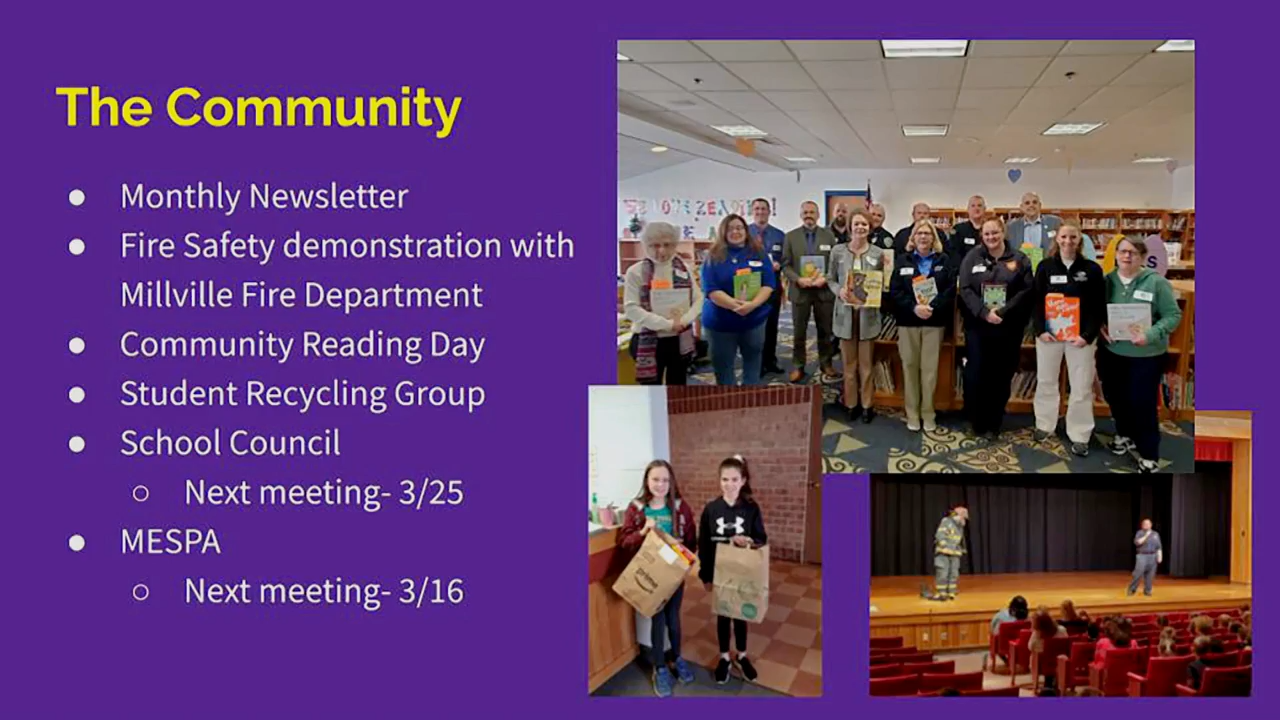 The Community
● Monthly Newsletter
● Fire Safety demonstration with
Millville Fire Department
● Community Reading Day
● Student Recycling Group
● School Council
○ Next meeting- 3/25
● MESPA
○ Next meeting- 3/16
prime